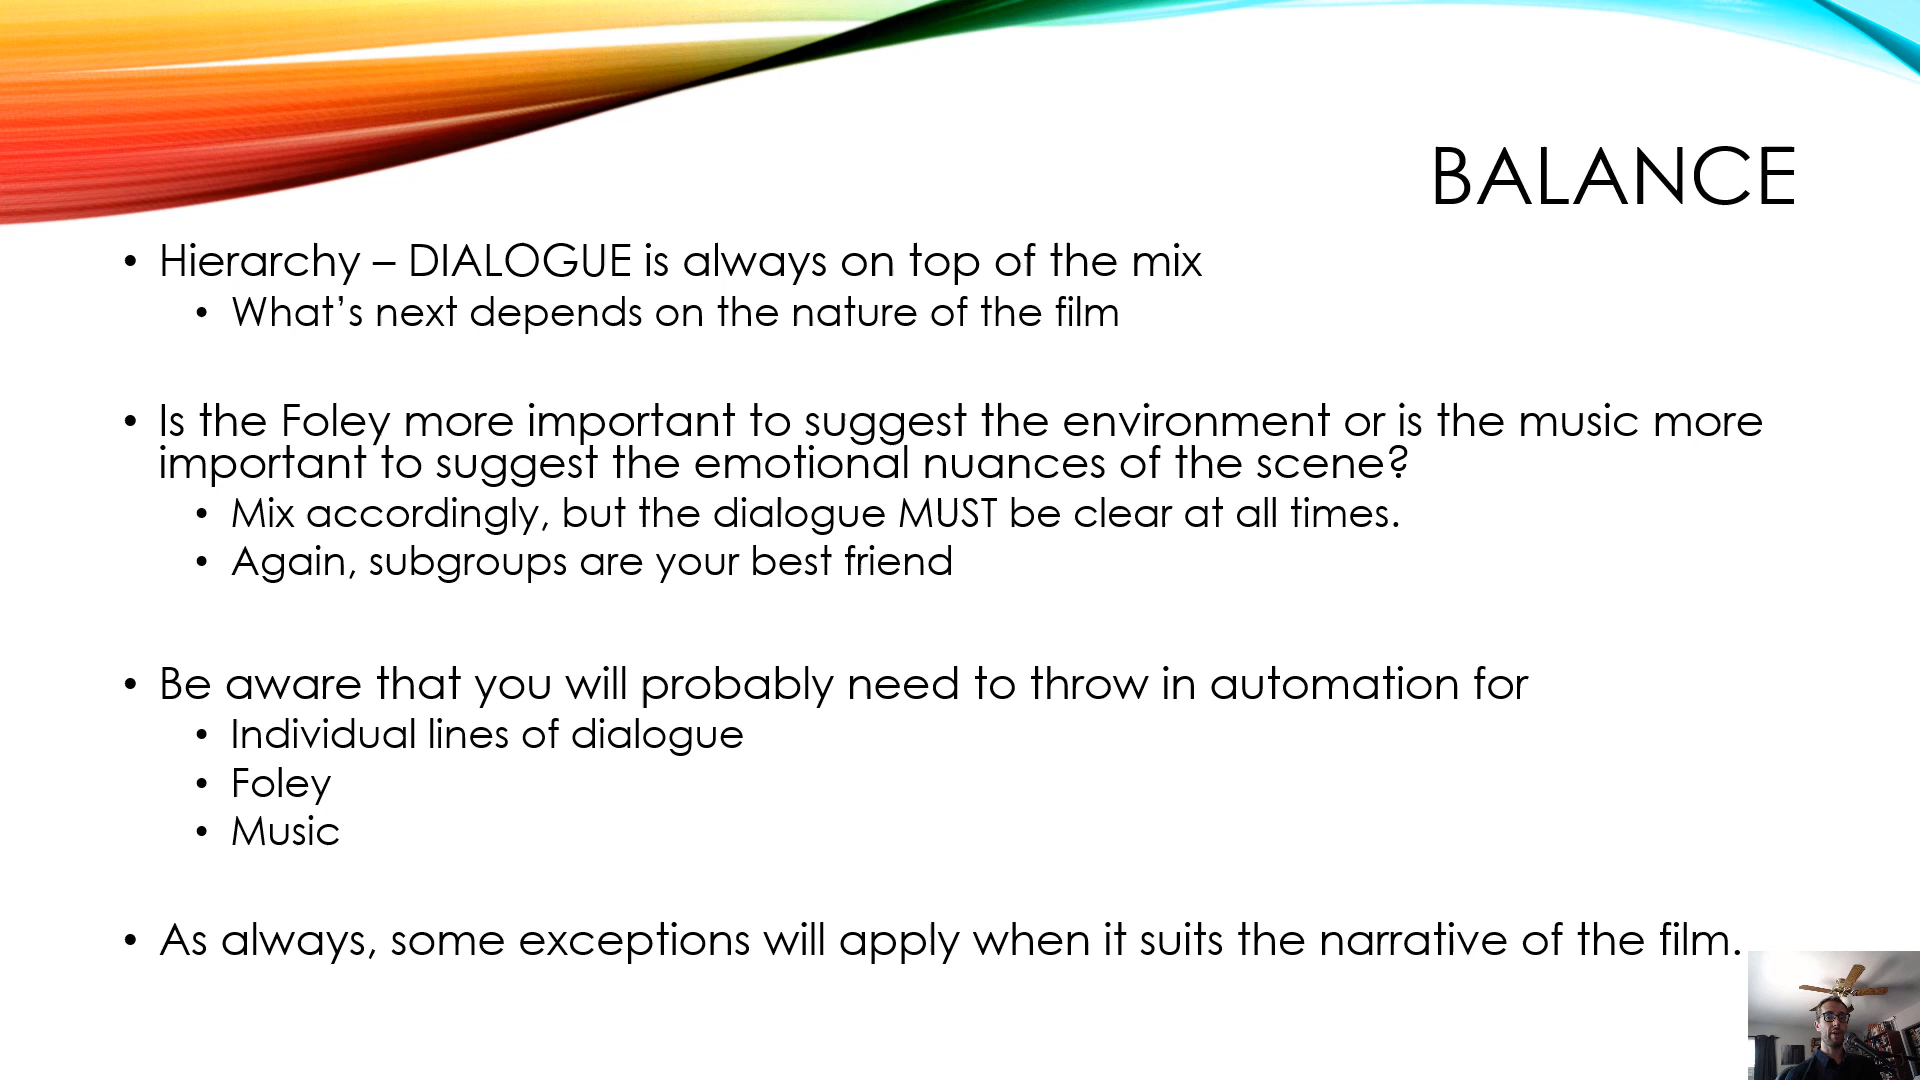 BALANCE
• Hierarchy – DIALOGUE is always on top of the mix
• What’s next depends on the nature of the film
• Is the Foley more important to suggest the environment or is the music more
important to suggest the emotional nuances of the scene?
• Mix accordingly, but the dialogue MUST be clear at all times.
• Again, subgroups are your best friend
• Be aware that you will probably need to throw in automation for
• Individual lines of dialogue
• Foley
• Music
• As always, some exceptions will apply when it suits the narrative of the film.